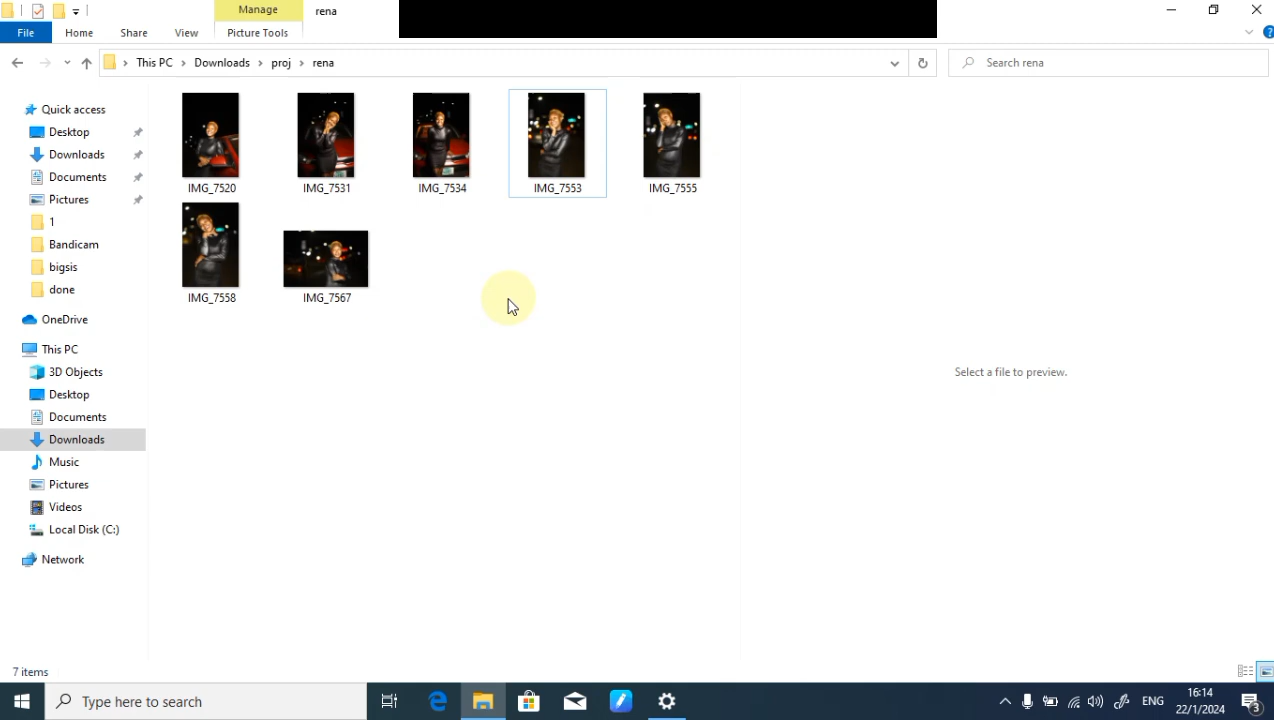 Manage
rena
File
Home
Share
View
Picture Tools
This PC
Downloads
proj
rena
Search rena
Quick access
Desktop
Downloads
Documents
Pictures
1
Bandicam
bigsis
done
OneDrive
This PC
3D Objects
Desktop
Documents
Downloads
Music
Pictures
Videos
Local Disk (C:)
Network
IMG_7520
IMG_7531
IMG_7534
IMG_7553
IMG_7555
IMG_7558
IMG_7567
Select a file to preview.
7 items
Type here to search
ENG
16:14
22/1/2024
3